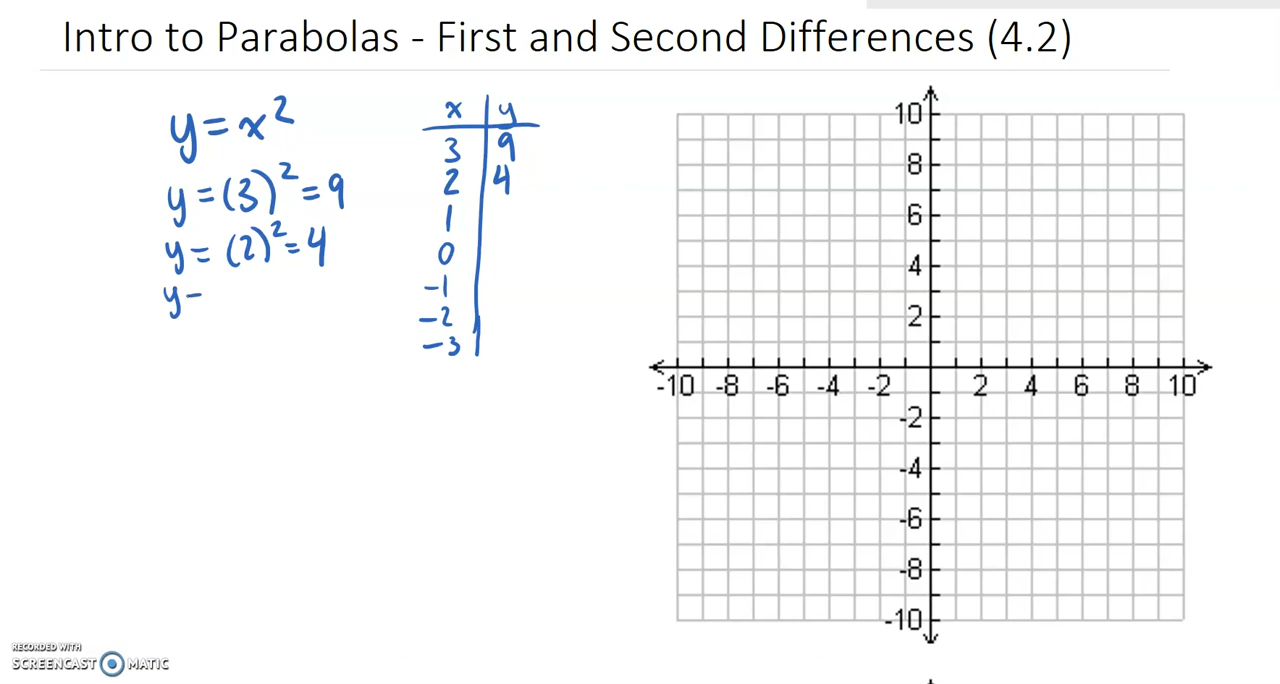 Intro to Parabolas - First and Second Differences (4.2)
y = x²
y = (3)² = 9
y = (2)² = 4
y -
x y
3 9
2 4
1
0
-1
-2
-3
10
8
6
4
2
-10 -8 -6 -4 -2 2 4 6 8 10
-2
-4
-6
-8
-10
RECORDED WITH
SCREENCAST MATIC